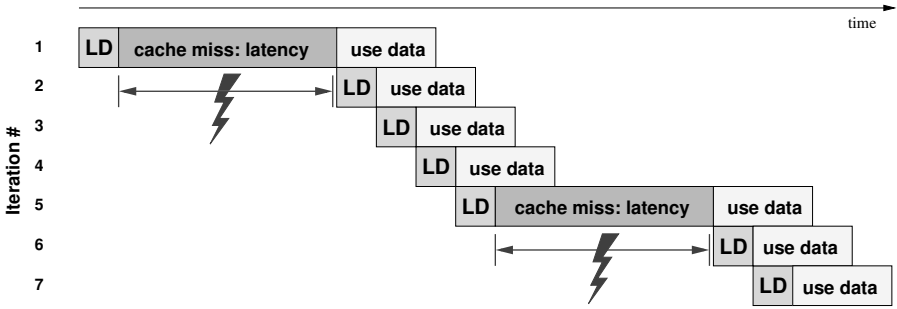 time
1 LD cache miss: latency use data
2 LD use data
3 LD use data
4 LD use data
5 LD cache miss: latency use data
6 LD use data
7 LD use data
Iteration #